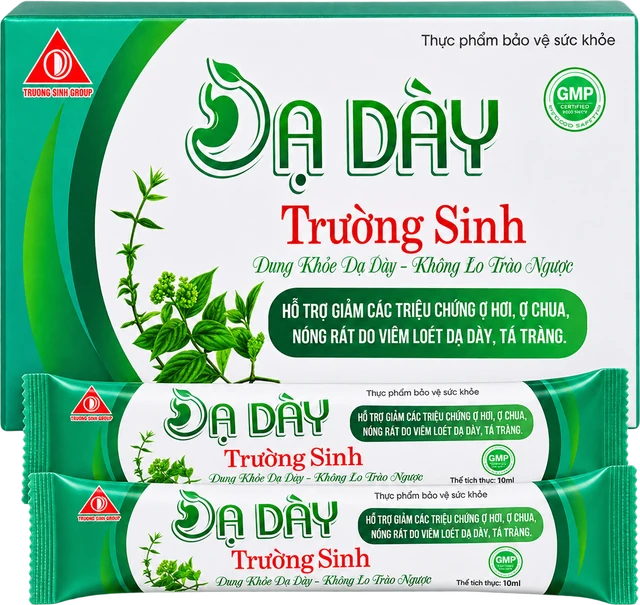 Thực phẩm bảo vệ sức khỏe
TRUONG SINH GROUP
GMP
CERTIFIED
DẠ DÀY
Trường Sinh
Dung Khỏe Dạ Dày - Không Lo Trào Ngược
HỖ TRỢ GIẢM CÁC TRIỆU CHỨNG Ợ HƠI, Ợ CHUA,
NÓNG RÁT DO VIÊM LOÉT DẠ DÀY, TÁ TRÀNG.
Thực phẩm bảo vệ sức khỏe
TRUONG SINH GROUP
DẠ DÀY
HỖ TRỢ GIẢM CÁC TRIỆU CHỨNG Ợ HƠI, Ợ CHUA,
NÓNG RÁT DO VIÊM LOÉT DẠ DÀY, TÁ TRÀNG.
Trường Sinh
GMP
Dung Khỏe Dạ Dày - Không Lo Trào Ngược
Thể tích thực: 10ml
Thực phẩm bảo vệ sức khỏe
TRUONG SINH GROUP
DẠ DÀY
HỖ TRỢ GIẢM CÁC TRIỆU CHỨNG Ợ HƠI, Ợ CHUA,
NÓNG RÁT DO VIÊM LOÉT DẠ DÀY, TÁ TRÀNG.
Trường Sinh
GMP
Dung Khỏe Dạ Dày - Không Lo Trào Ngược
Thể tích thực: 10ml